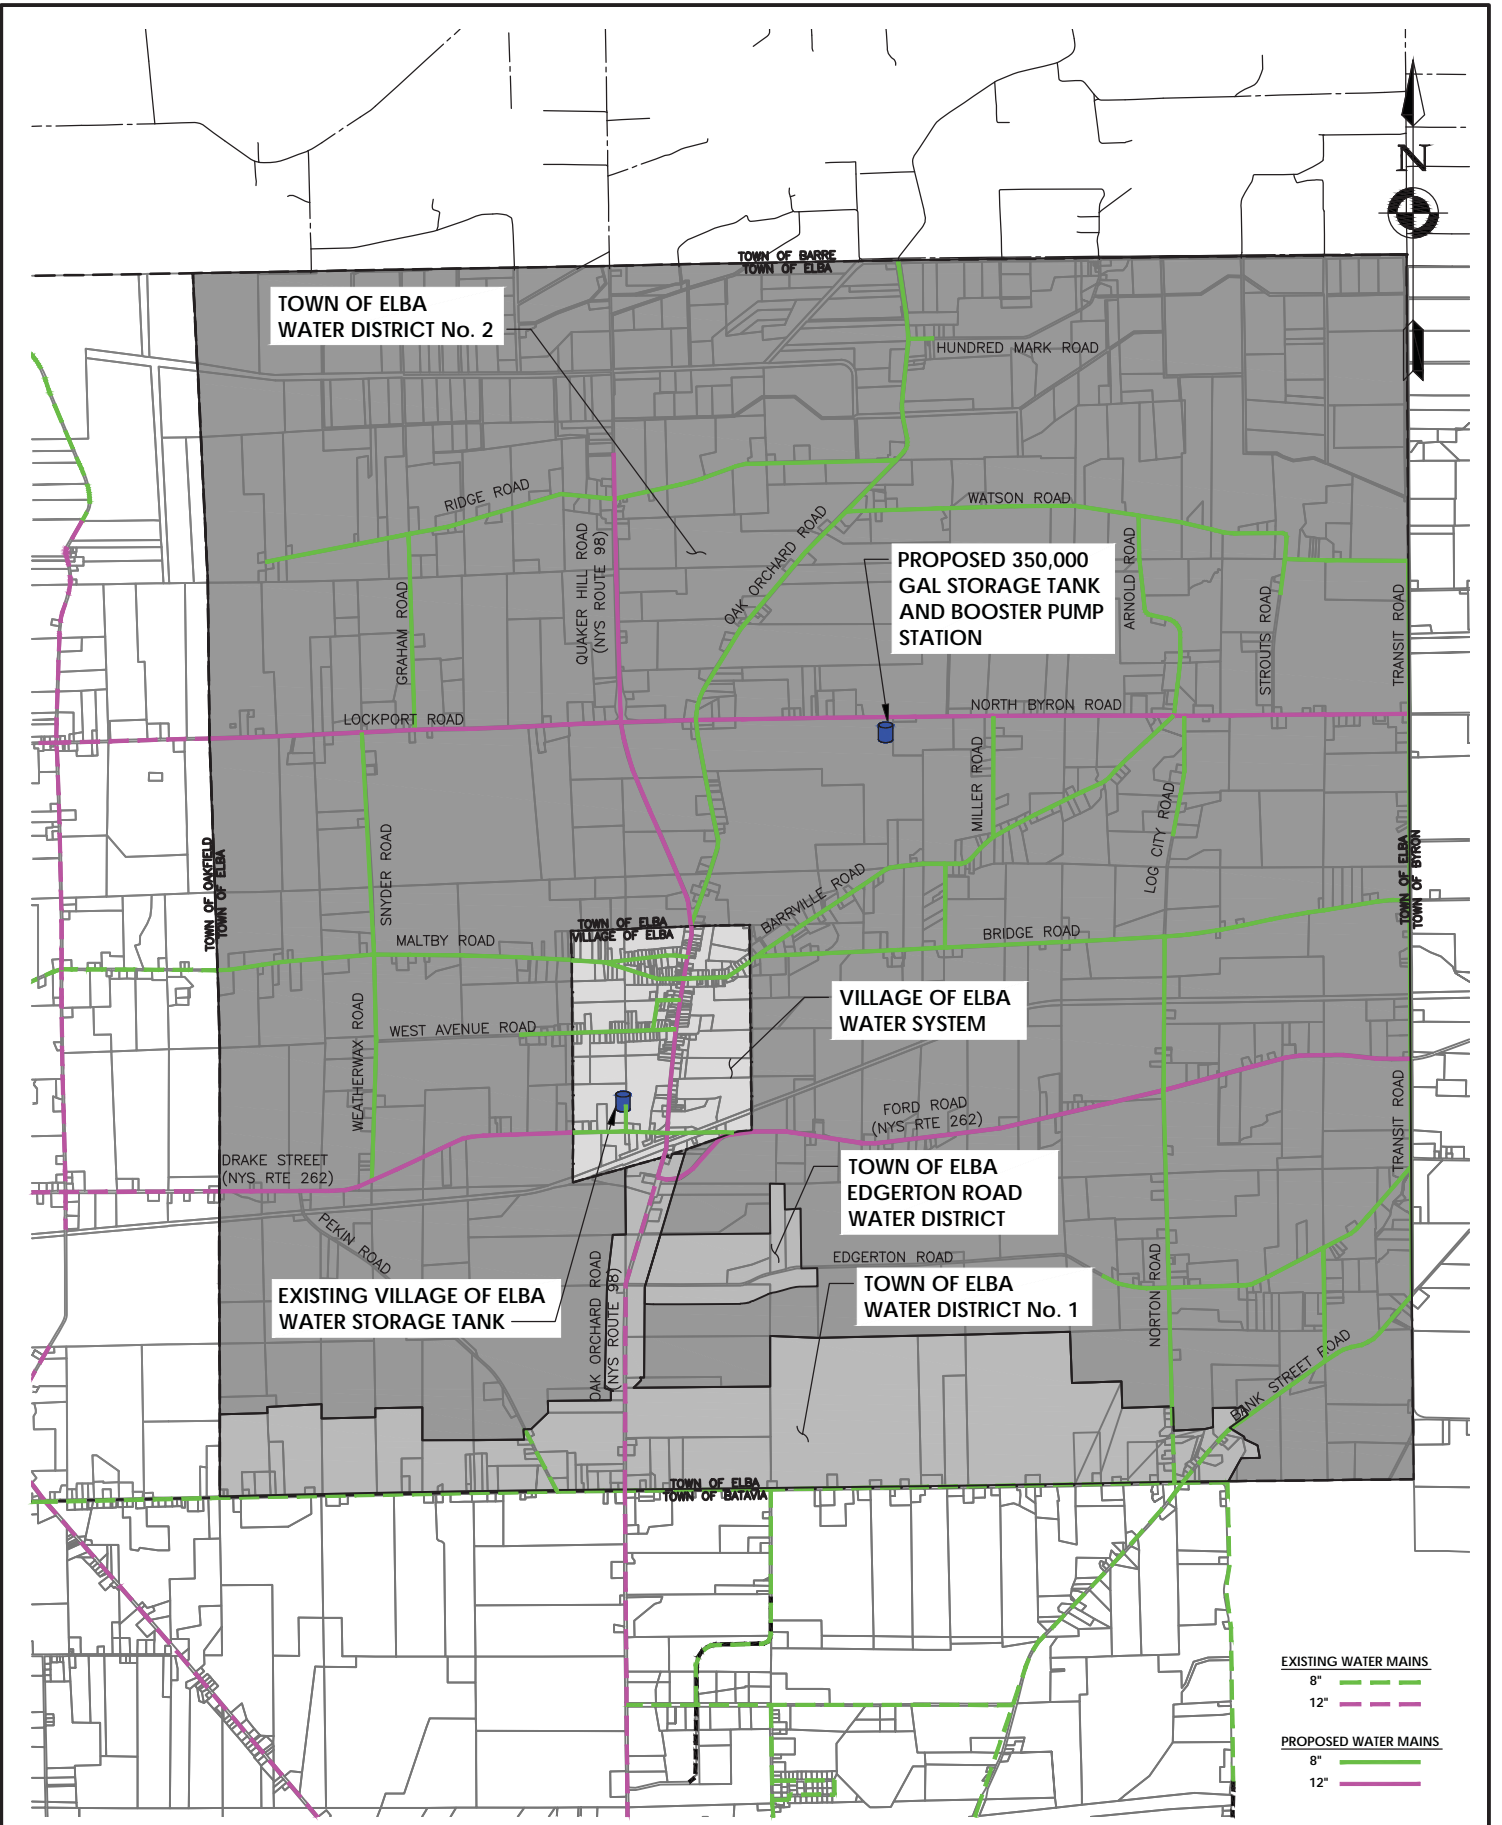 N
TOWN OF BARRE
TOWN OF ELBA
TOWN OF ELBA
WATER DISTRICT No. 2
HUNDRED MARK ROAD
RIDGE ROAD
WATSON ROAD
QUAKER HILL ROAD
(NYS ROUTE 98)
OAK ORCHARD ROAD
ARNOLD ROAD
PROPOSED 350,000
GAL STORAGE TANK
AND BOOSTER PUMP
STATION
GRAHAM ROAD
STROUTS ROAD
TRANSIT ROAD
LOCKPORT ROAD
NORTH BYRON ROAD
MILLER ROAD
LOG CITY ROAD
SNYDER ROAD
TOWN OF OAKFIELD
TOWN OF ELBA
TOWN OF ELBA
TOWN OF BYRON
BARRVILLE ROAD
TOWN OF ELBA
VILLAGE OF ELBA
MALTBY ROAD
BRIDGE ROAD
VILLAGE OF ELBA
WATER SYSTEM
WEST AVENUE ROAD
WEATHERWAX ROAD
FORD ROAD
(NYS RTE 262)
TRANSIT ROAD
DRAKE STREET
(NYS RTE 262)
TOWN OF ELBA
EDGERTON ROAD
WATER DISTRICT
PEKIN ROAD
EDGERTON ROAD
NORTON ROAD
EXISTING VILLAGE OF ELBA
WATER STORAGE TANK
OAK ORCHARD ROAD
(NYS ROUTE 98)
TOWN OF ELBA
WATER DISTRICT No. 1
BANK STREET ROAD
TOWN OF ELBA
TOWN OF BATAVIA
EXISTING WATER MAINS
8"
12"
PROPOSED WATER MAINS
8"
12"